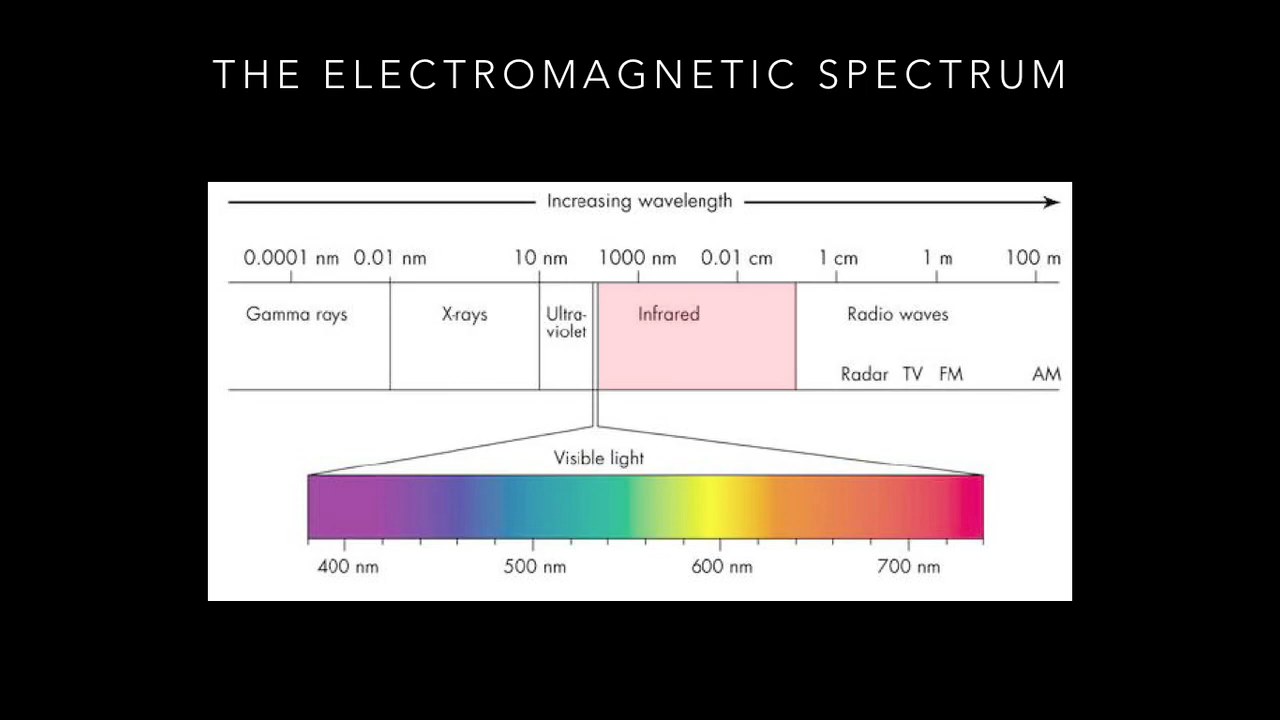 THE ELECTROMAGNETIC SPECTRUM
Increasing wavelength
0.0001 nm 0.01 nm 10 nm 1000 nm 0.01 cm 1 cm 1 m 100 m
Gamma rays X-rays Ultra- Infrared Radio waves
violet
Radar TV FM AM
Visible light
400 nm 500 nm 600 nm 700 nm